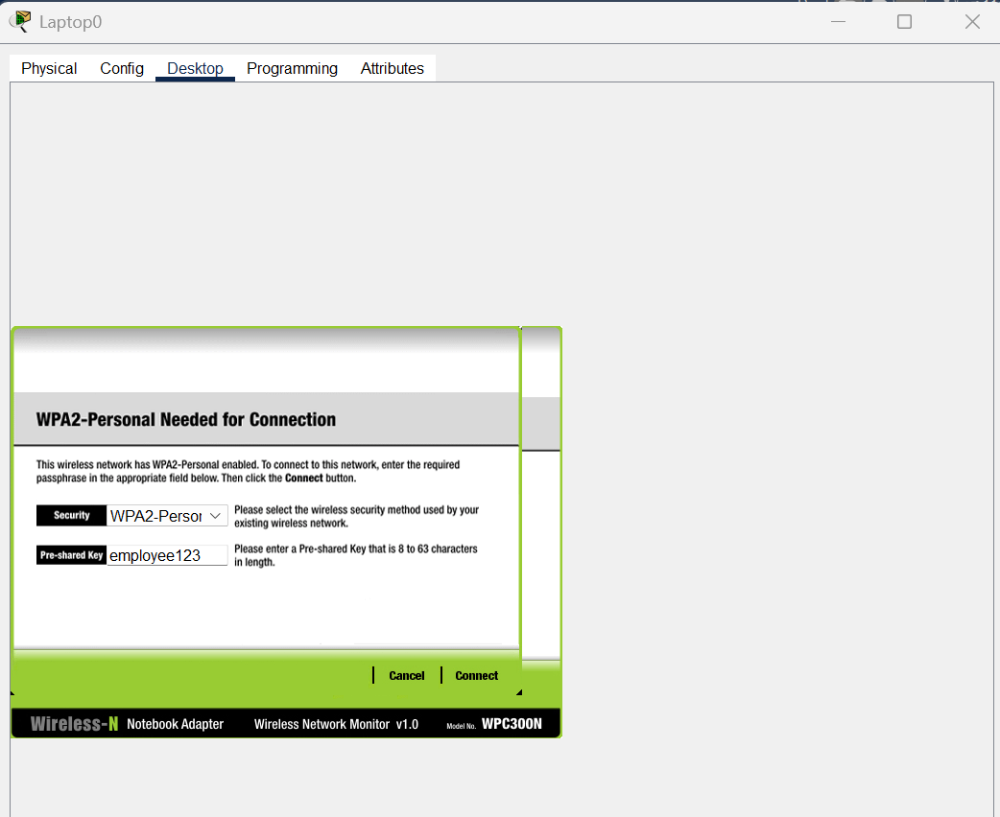 Laptop0
Physical Config Desktop Programming Attributes
WPA2-Personal Needed for Connection
This wireless network has WPA2-Personal enabled. To connect to this network, enter the required
passphrase in the appropriate field below. Then click the Connect button.
Security WPA2-Person Please select the wireless security method used by your
existing wireless network.
Pre-shared Key employee123 Please enter a Pre-shared Key that is 8 to 63 characters
in length.
Cancel Connect
Wireless-N Notebook Adapter Wireless Network Monitor v1.0 Model No. WPC300N